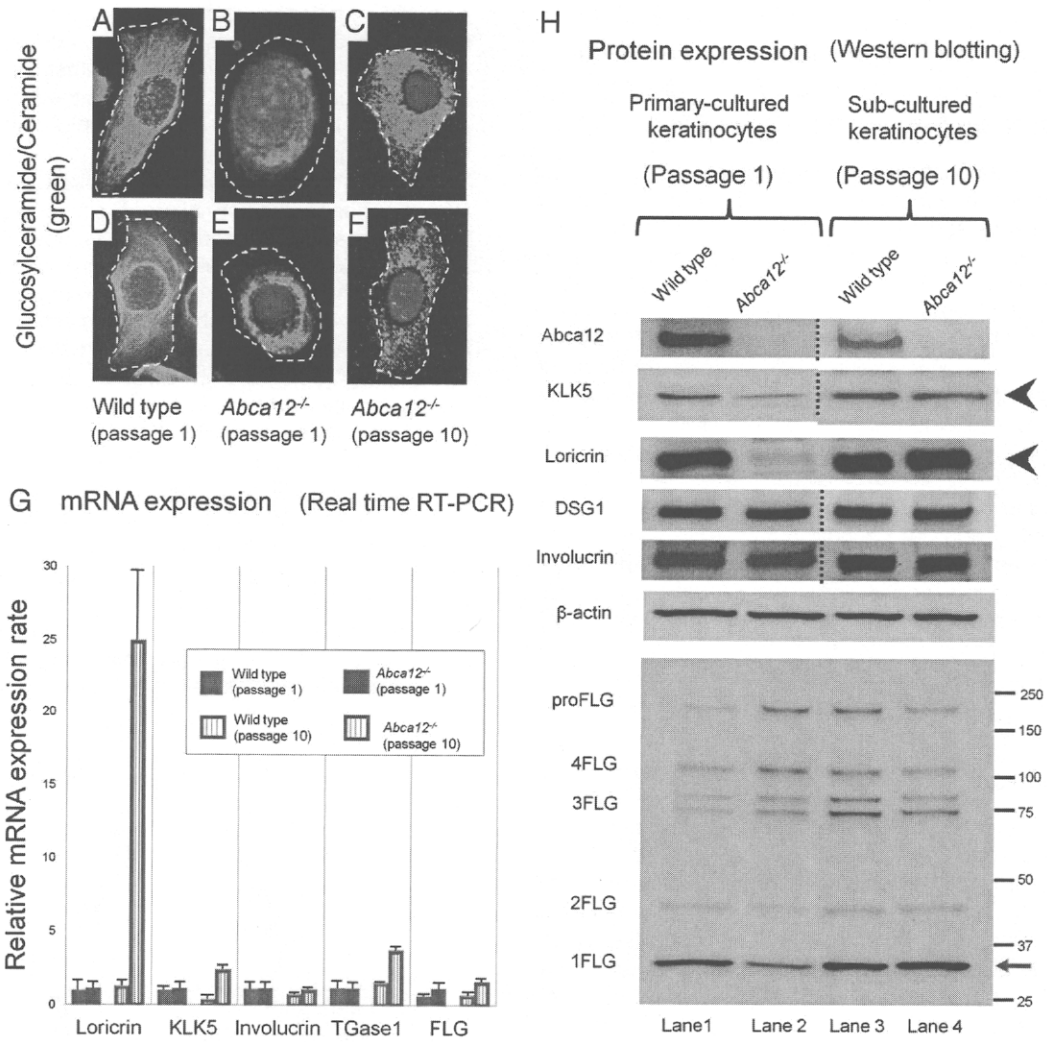 A
B
C
Glucosylceramide/Ceramide
(green)
D
E
F
Wild type
(passage 1)
Abca12-/-
(passage 1)
Abca12-/-
(passage 10)
G mRNA expression (Real time RT-PCR)
Relative mRNA expression rate
30
25
20
15
10
5
0
Wild type
(passage 1)
Abca12-/-
(passage 1)
Wild type
(passage 10)
Abca12-/-
(passage 10)
Loricrin KLK5 Involucrin TGase1 FLG
H
Protein expression (Western blotting)
Primary-cultured
keratinocytes
(Passage 1)
Sub-cultured
keratinocytes
(Passage 10)
Wild type
Abca12-/-
Wild type
Abca12-/-
Abca12
KLK5
Loricrin
DSG1
Involucrin
β-actin
proFLG
4FLG
3FLG
2FLG
1FLG
250
150
100
75
50
37
25
Lane1 Lane 2 Lane 3 Lane 4